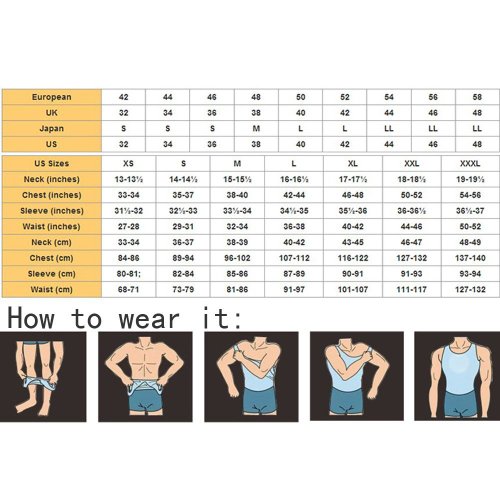 European 42 44 46 48 50 52 54 56 58
UK 32 34 36 38 40 42 44 46 48
Japan S S S M L L LL LL LL
US 32 34 36 38 40 42 44 46 48
US Sizes XS S M L XL XXL XXXL
Neck (inches) 13-13½ 14-14½ 15-15½ 16-16½ 17-17½ 18-18½ 19-19½
Chest (inches) 33-34 35-37 38-40 42-44 46-48 50-52 54-56
Sleeve (inches) 31½-32 32½-33 33½-34 34½-35 35½-36 36-36½ 36½-37
Waist (inches) 27-28 29-31 32-34 36-38 40-42 44-48 50-52
Neck (cm) 33-34 36-37 38-39 40-42 43-45 46-47 48-49
Chest (cm) 84-86 89-94 96-102 107-112 116-122 127-132 137-140
Sleeve (cm) 80-81; 82-84 85-86 87-89 90-91 91-93 93-94
Waist (cm) 68-71 73-79 81-86 91-97 101-107 111-117 127-132
How to wear it: